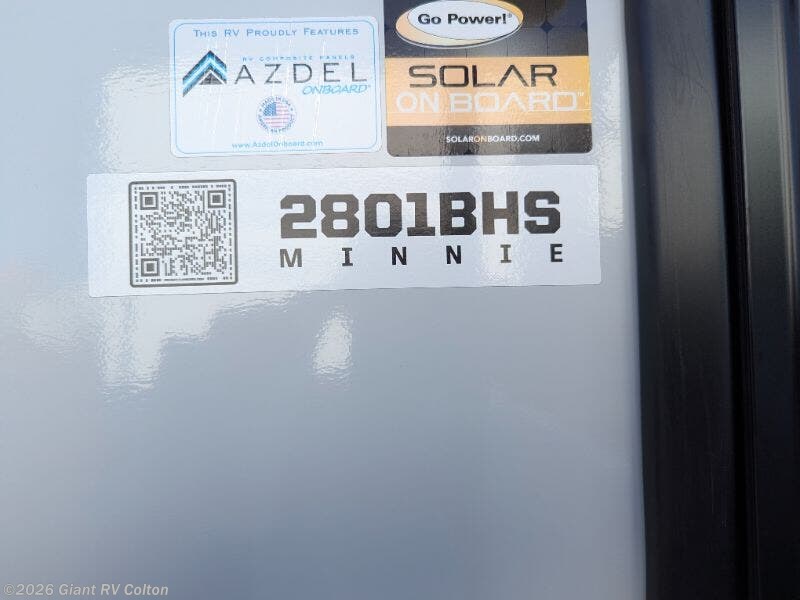 This RV Proudly Features
RV COMPOSITE PANELS
AZDEL
ONBOARD
www.AzdelOnboard.com
Go Power!
SOLAR
ON BOARD™
SOLARONBOARD.COM
2801BHS
MINNIE
©2026 Giant RV Colton